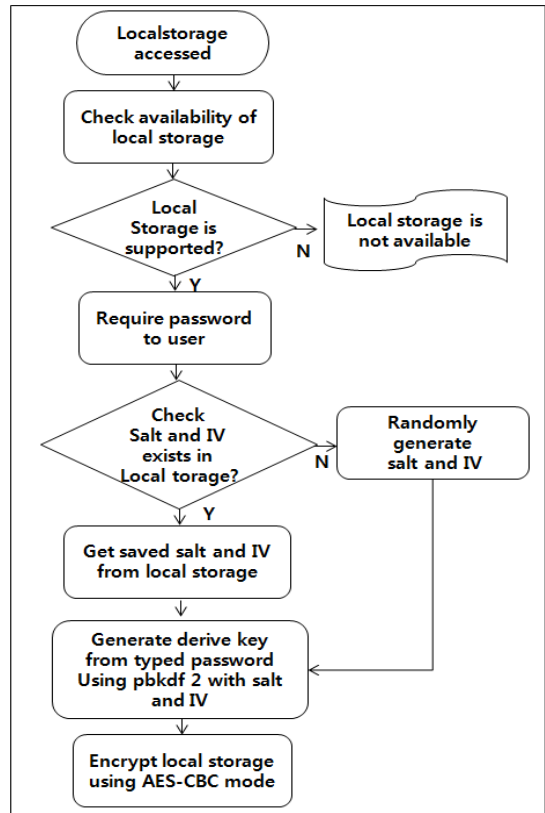 Localstorage
accessed
Check availability of
local storage
Local
Storage is
supported?
N
Local storage is
not available
Y
Require password
to user
Check
Salt and IV
exists in
Local torage?
N
Randomly
generate
salt and IV
Y
Get saved salt and IV
from local storage
Generate derive key
from typed password
Using pbkdf 2 with salt
and IV
Encrypt local storage
using AES-CBC mode